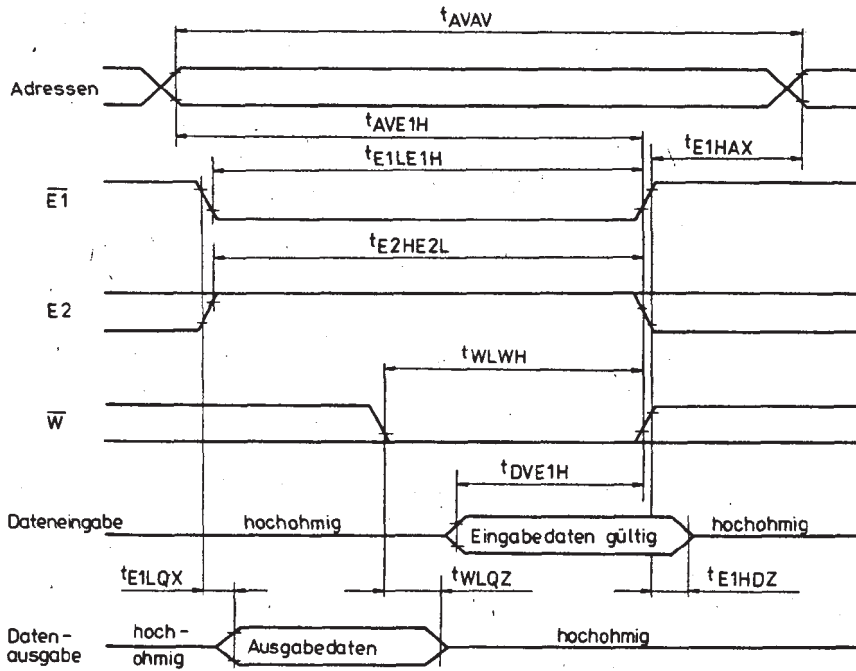 tAVAV
Adressen
tAVE1H
tE1LE1H
tE1HAX
E1
tE2HE2L
E2
tWLWH
W
tDVE1H
Dateneingabe
hochohmig
Eingabedaten gültig
hochohmig
tE1LQX
tWLQZ
tE1HDZ
Daten-
ausgabe
hoch-
ohmig
Ausgabedaten
hochohmig